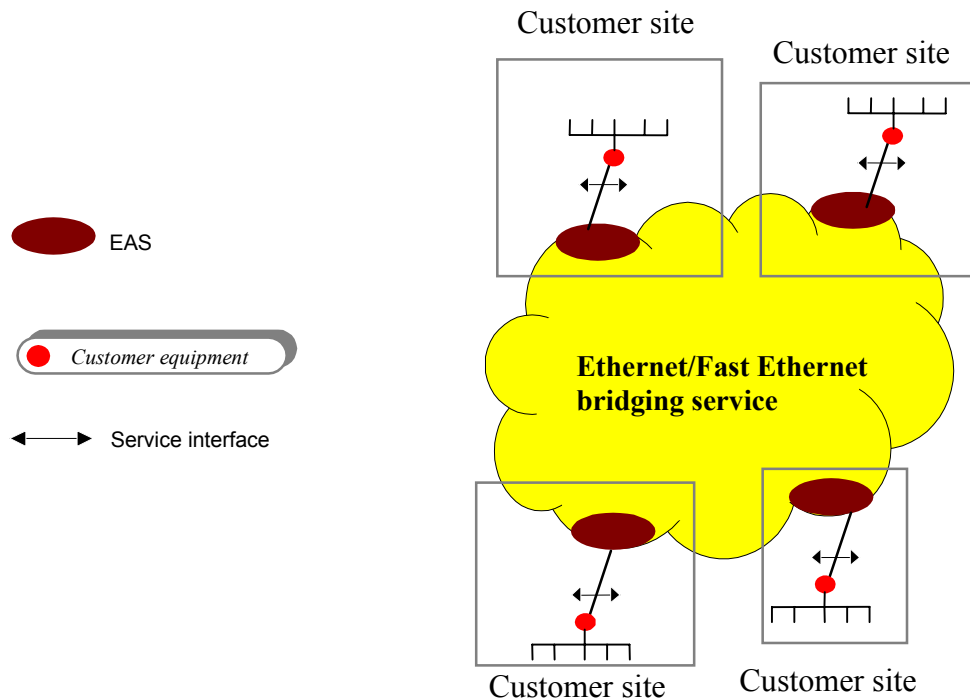 Customer site
Customer site
EAS
Customer equipment
Ethernet/Fast Ethernet
bridging service
Service interface
Customer site
Customer site